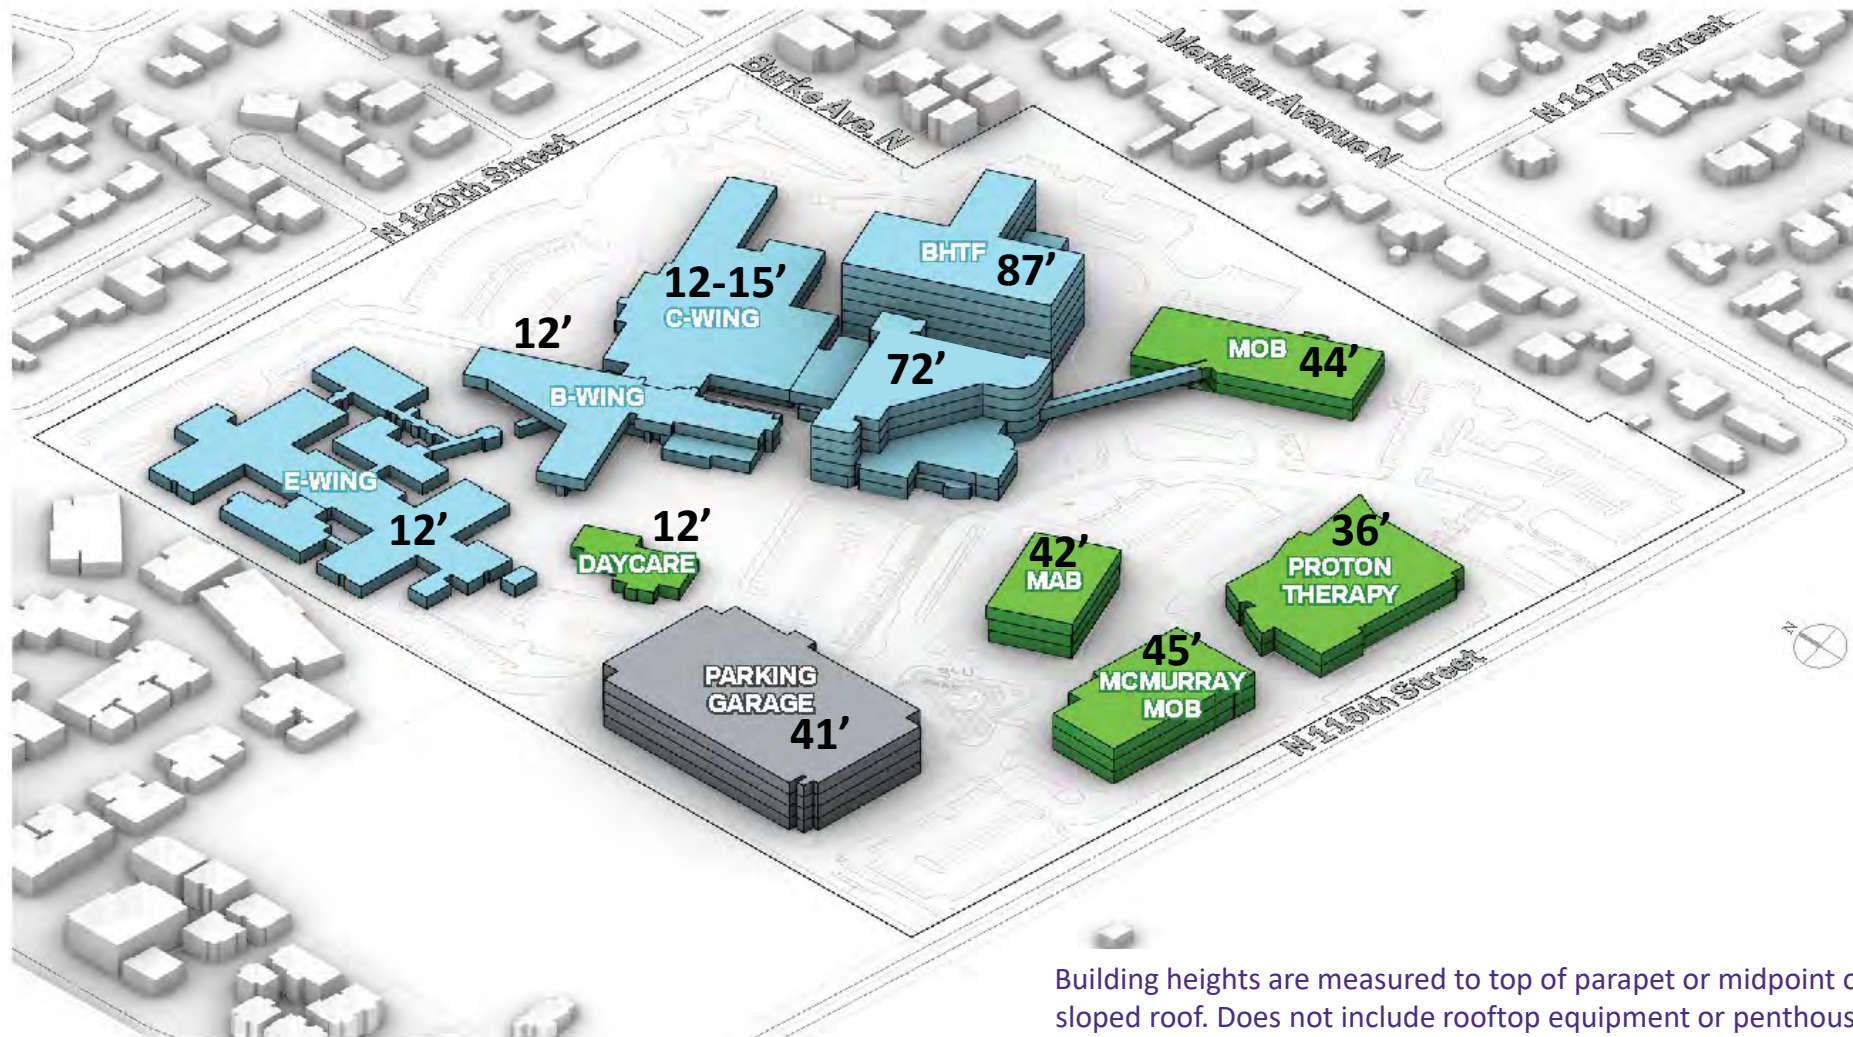 Burke Ave. N
Meridian Avenue N
N 117th Street
N 120th Street
BHTF
87’
12-15’
C-WING
12’
B-WING
72’
MOB
44’
E-WING
12’
12’
DAYCARE
42’
MAB
36’
PROTON
THERAPY
45’
MCMURRAY
MOB
PARKING
GARAGE
41’
N 115th Street
N
Building heights are measured to top of parapet or midpoint o
sloped roof. Does not include rooftop equipment or penthous